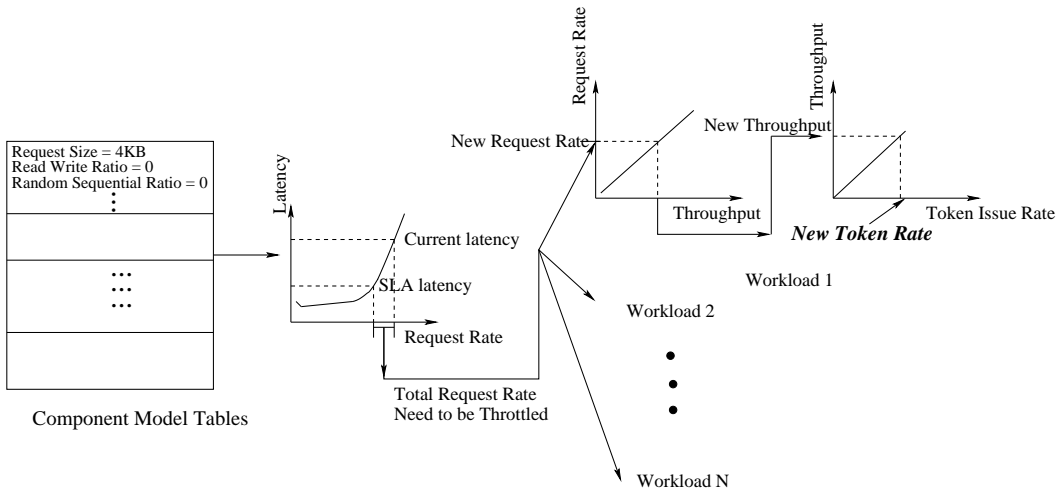 Request Size = 4KB
Read Write Ratio = 0
Random Sequential Ratio = 0
Component Model Tables
Latency
Current latency
SLA latency
Request Rate
Total Request Rate
Need to be Throttled
Request Rate
New Request Rate
Throughput
Throughput
New Throughput
Token Issue Rate
New Token Rate
Workload 1
Workload 2
Workload N